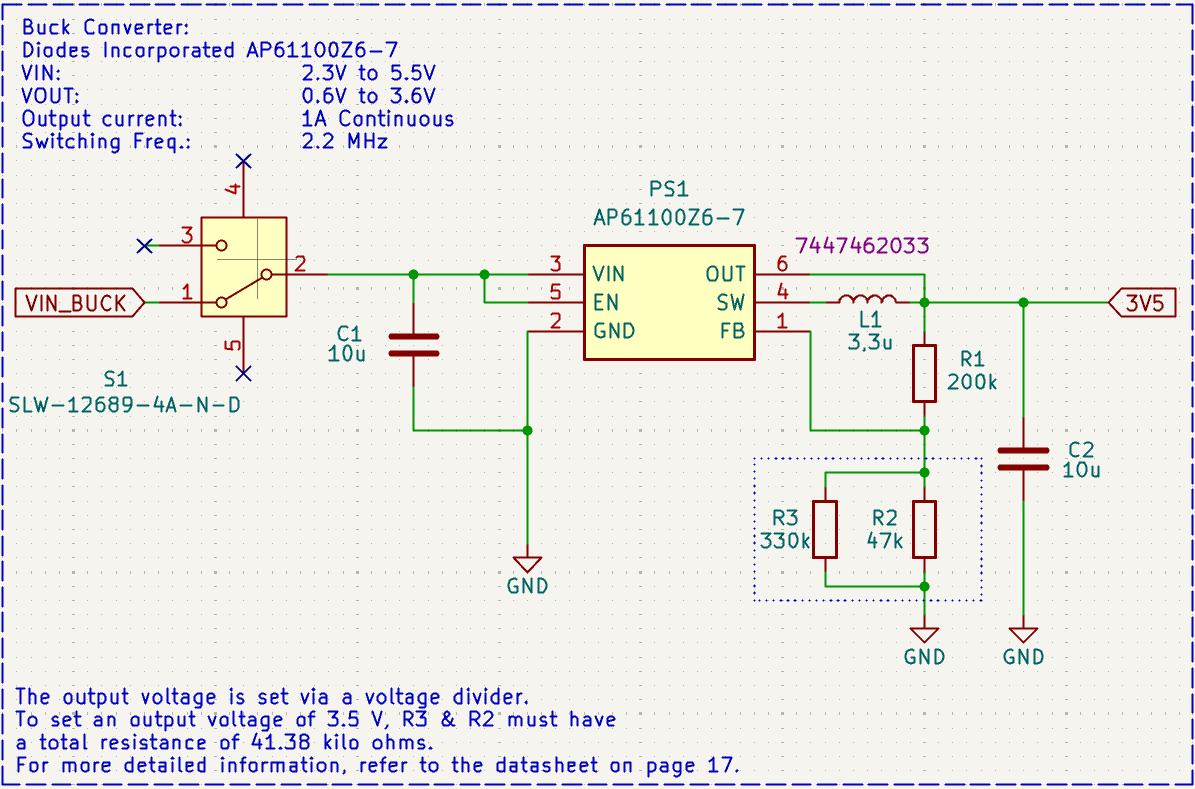 Buck Converter:
Diodes Incorporated AP61100Z6-7
VIN: 2.3V to 5.5V
VOUT: 0.6V to 3.6V
Output current: 1A Continuous
Switching Freq.: 2.2 MHz
4
3
2
1
5
VIN_BUCK
S1
SLW-12689-4A-N-D
C1
10u
GND
PS1
AP61100Z6-7
3 VIN OUT 6
5 EN SW 4
2 GND FB 1
7447462033
L1
3,3u
3V5
R1
200k
C2
10u
R3
330k
R2
47k
GND
GND
The output voltage is set via a voltage divider.
To set an output voltage of 3.5 V, R3 & R2 must have
a total resistance of 41.38 kilo ohms.
For more detailed information, refer to the datasheet on page 17.